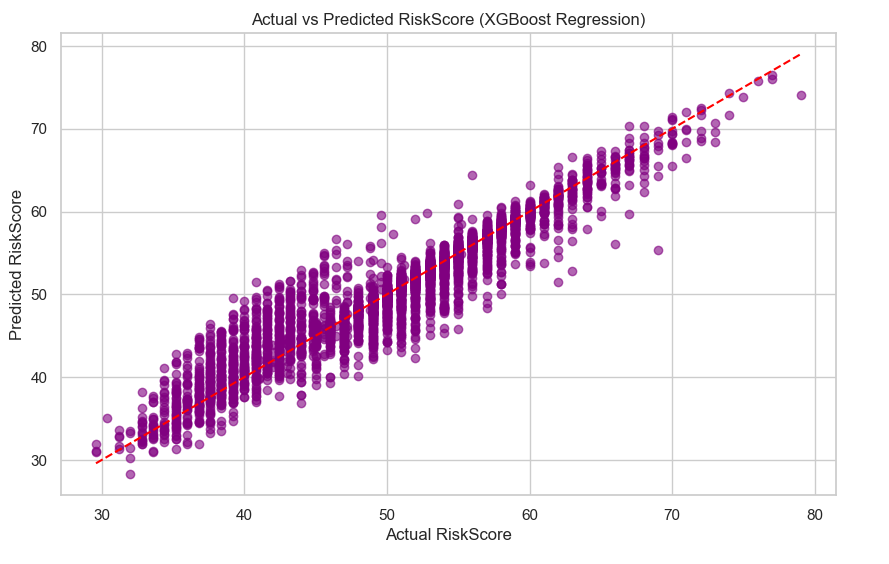 Actual vs Predicted RiskScore (XGBoost Regression)
80
70
60
50
40
30
Predicted RiskScore
30 40 50 60 70 80
Actual RiskScore